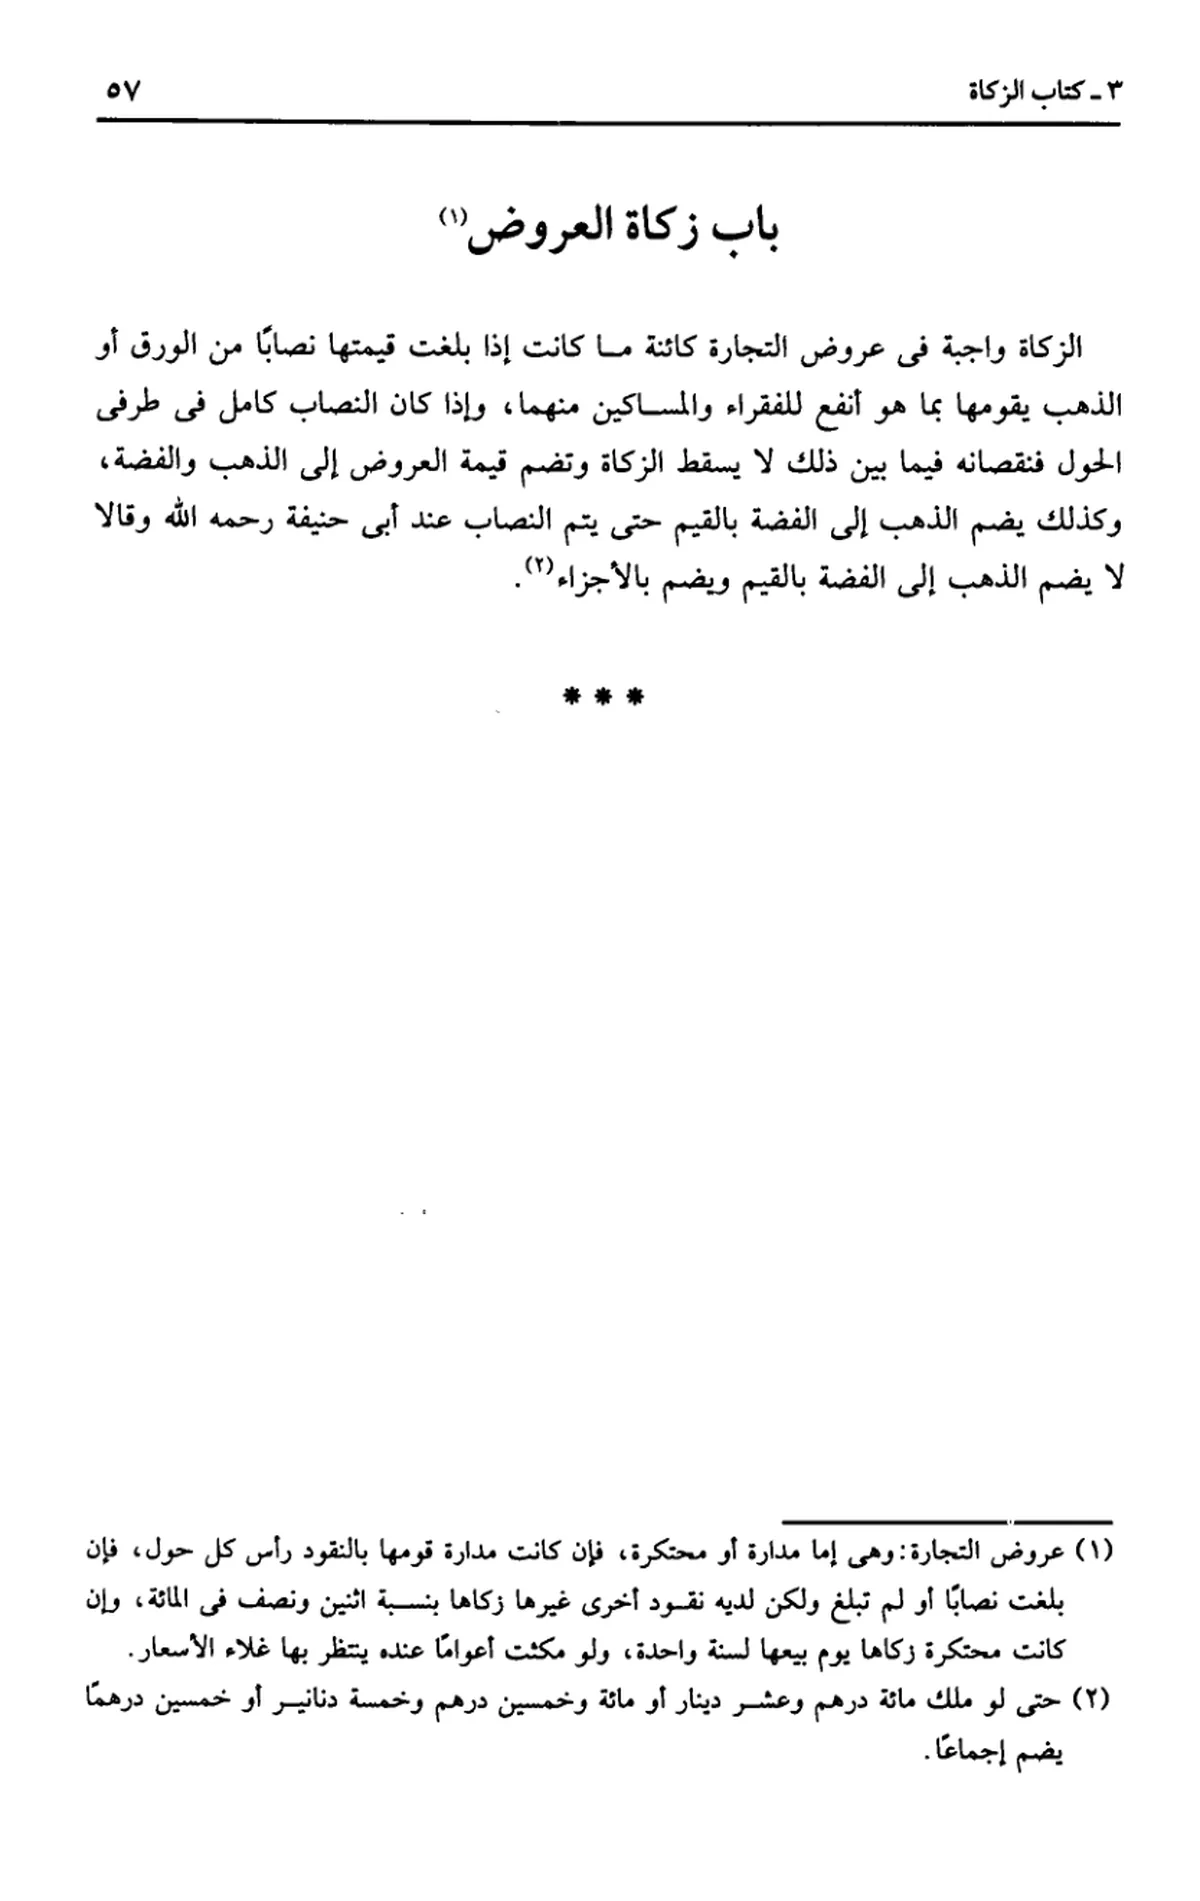 ٣ - كتاب الزكاة ٥٧
باب زكاة العروض(١)
الزكاة واجبة فى عروض التجارة كائنة مـا كانت إذا بلغت قيمتها نصابًا من الورق أو
الذهب يقومها بما هو أنفع للفقراء والمسـاكين منهما، وإذا كان النصاب كامل فى طرفى
الحول فنقصانه فيما بين ذلك لا يسقط الزكاة وتضم قيمة العروض إلى الذهب والفضة،
وكذلك يضم الذهب إلى الفضة بالقيم حتى يتم النصاب عند أبى حنيفة رحمه الله وقالا
لا يضم الذهب إلى الفضة بالقيم ويضم بالأجزاء(٢).
* * *
(١) عروض التجارة: وهى إما مدارة أو محتكرة، فإن كانت مدارة قومها بالنقود رأس كل حول، فإن
بلغت نصابًا أو لم تبلغ ولكن لديه نقـود أخرى غيرها زكاها بنسـبة اثنين ونصف فى المائة، وإن
كانت محتكرة زكاها يوم بيعها لسنة واحدة، ولو مكثت أعوامًا عنده ينتظر بها غلاء الأسعار.
(٢) حتى لو ملك مائة درهم وعشـر دينار أو مائة وخمسين درهم وخمسة دنانيـر أو خمسين درهمًا
يضم إجماعًا.